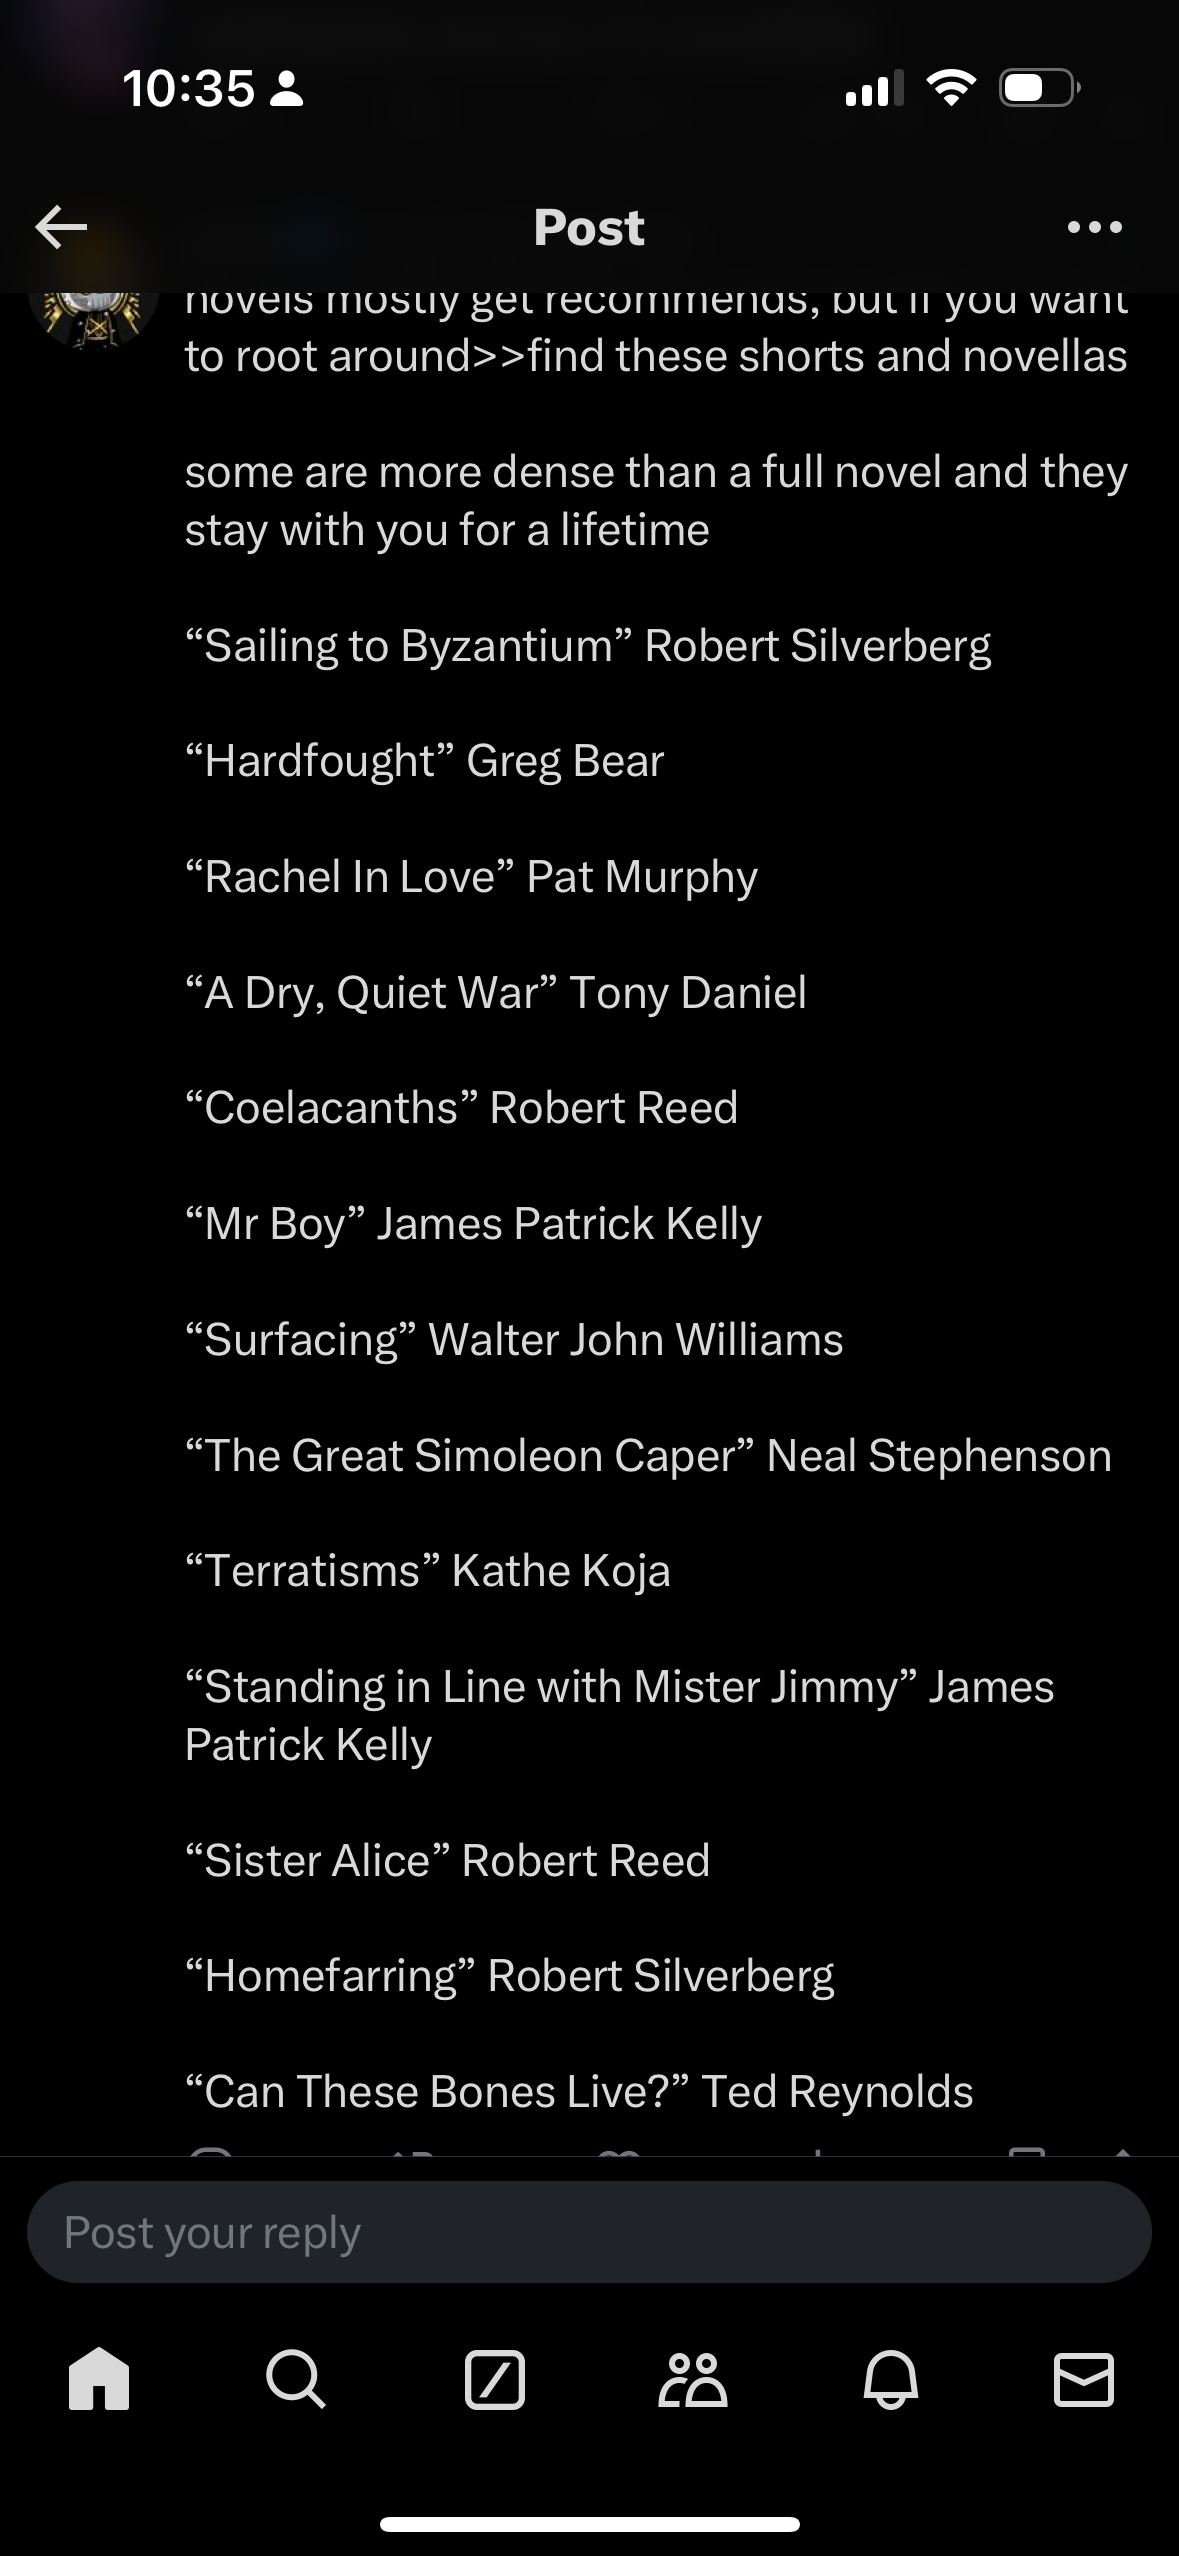 10:35
Post
novels mostly get recommends, but if you want
to root around>>find these shorts and novellas
some are more dense than a full novel and they
stay with you for a lifetime
“Sailing to Byzantium” Robert Silverberg
“Hardfought” Greg Bear
“Rachel In Love” Pat Murphy
“A Dry, Quiet War” Tony Daniel
“Coelacanths” Robert Reed
“Mr Boy” James Patrick Kelly
“Surfacing” Walter John Williams
“The Great Simoleon Caper” Neal Stephenson
“Terratisms” Kathe Koja
“Standing in Line with Mister Jimmy” James
Patrick Kelly
“Sister Alice” Robert Reed
“Homefarring” Robert Silverberg
“Can These Bones Live?” Ted Reynolds
Post your reply